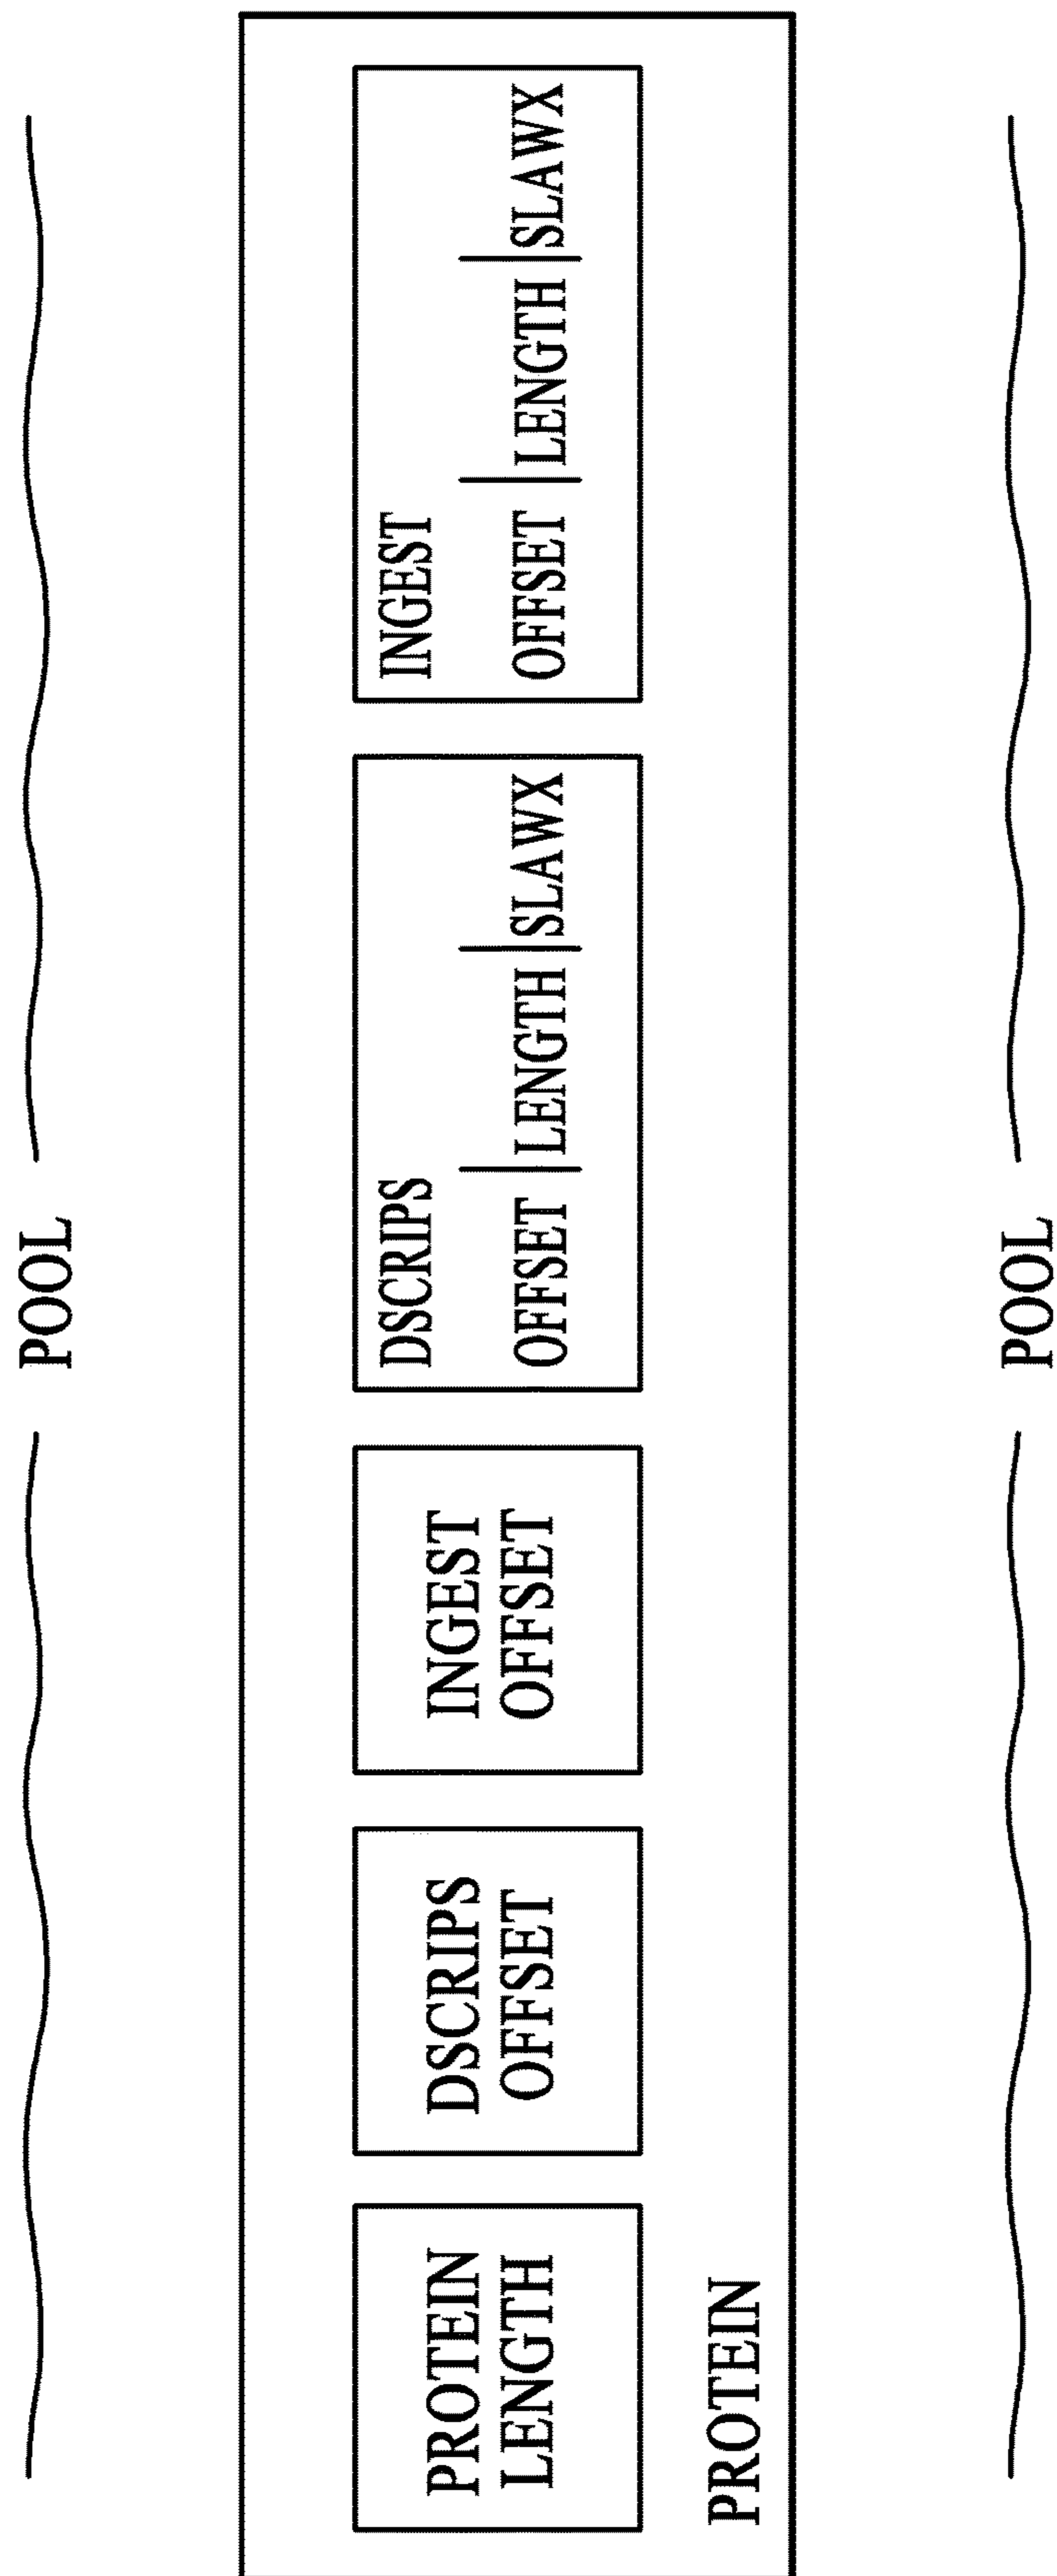 POOL
PROTEIN
LENGTH
DSCRIPS
OFFSET
INGEST
OFFSET
DSCRIPS
OFFSET LENGTH SLAWX
INGEST
OFFSET LENGTH SLAWX
PROTEIN
POOL